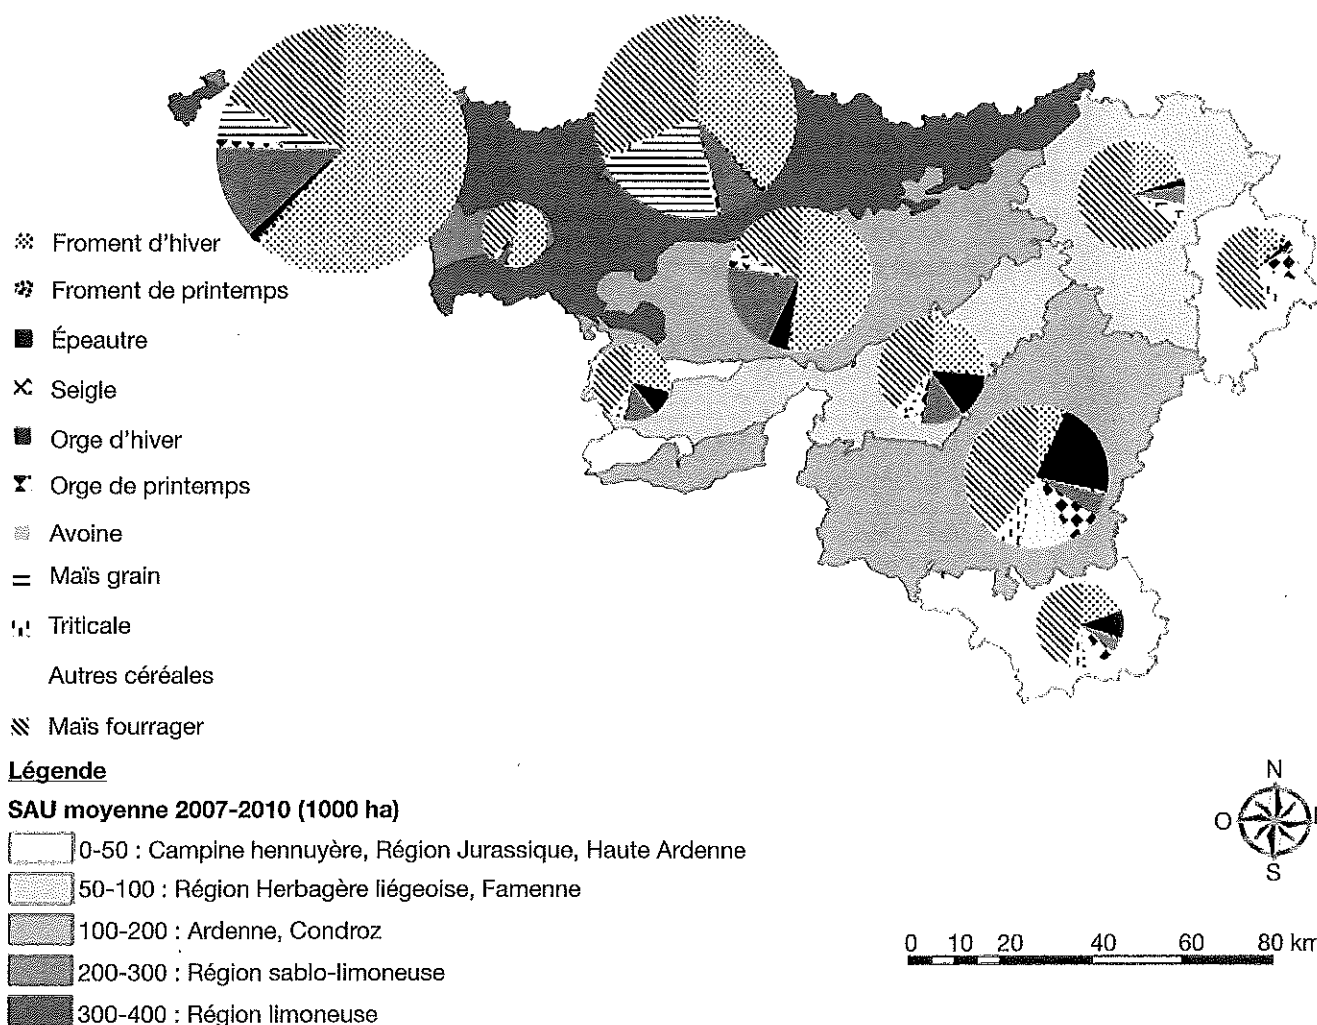 Froment d'hiver
Froment de printemps
Épeautre
Seigle
Orge d'hiver
Orge de printemps
Avoine
Maïs grain
Triticale
Autres céréales
Maïs fourrager
Légende
SAU moyenne 2007-2010 (1000 ha)
0-50 : Campine hennuyère, Région Jurassique, Haute Ardenne
50-100 : Région Herbagère liégeoise, Famenne
100-200 : Ardenne, Condroz
200-300 : Région sablo-limoneuse
300-400 : Région limoneuse
N
O
S
0 10 20 40 60 80 km